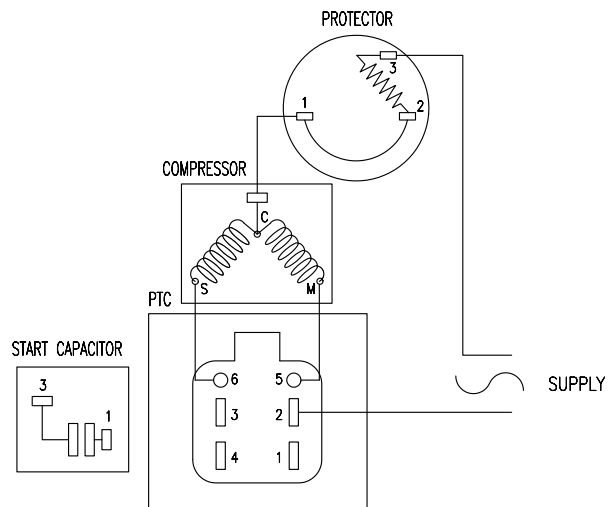 PROTECTOR
3
1
2
COMPRESSOR
C
S
M
PTC
START CAPACITOR
3
1
6
5
3
2
4
1
SUPPLY